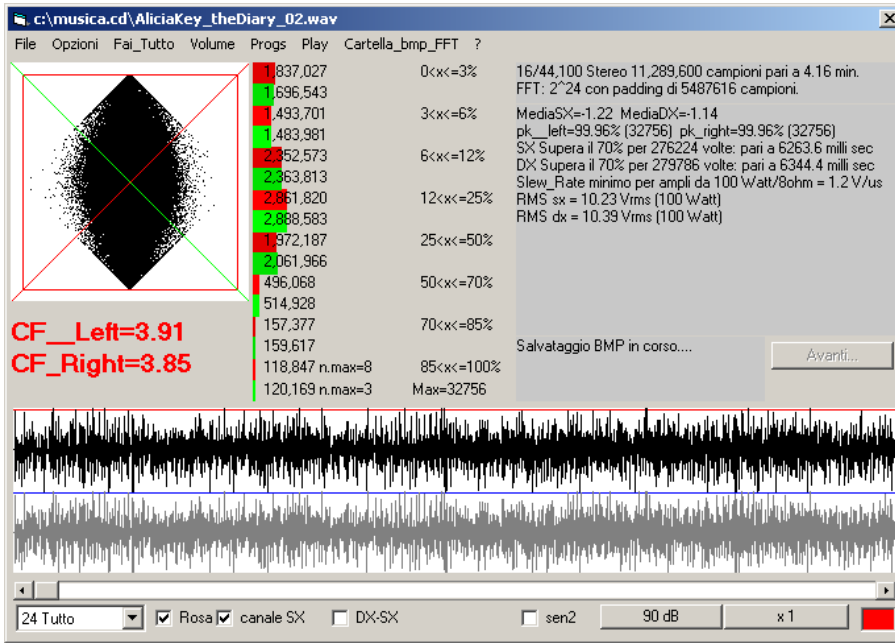 c:\musica.cd\AliciaKey_theDiary_02.wav
File Opzioni Fai_Tutto Volume Progs Play Cartella_bmp_FFT ?
1,837,027 0<x<=3%
1,696,543
1,493,701 3<x<=6%
1,483,981
2,352,573 6<x<=12%
2,363,813
2,861,820 12<x<=25%
2,888,583
1,972,187 25<x<=50%
2,061,966
496,068 50<x<=70%
514,928
157,377 70<x<=85%
159,617
118,847 n.max=8 85<x<=100%
120,169 n.max=3 Max=32756
16/44,100 Stereo 11,289,600 campioni pari a 4.16 min.
FFT: 2^24 con padding di 5487616 campioni.
MediaSX=-1.22 MediaDX=-1.14
pk__left=99.96% (32756) pk_right=99.96% (32756)
SX Supera il 70% per 276224 volte: pari a 6263.6 milli sec
DX Supera il 70% per 279786 volte: pari a 6344.4 milli sec
Slew_Rate minimo per ampli da 100 Watt/8ohm = 1.2 V/us
RMS sx = 10.23 Vrms (100 Watt)
RMS dx = 10.39 Vrms (100 Watt)
CF__Left=3.91
CF_Right=3.85
Salvataggio BMP in corso....
Avanti...
24 Tutto Rosa canale SX DX-SX sen2 90 dB x 1